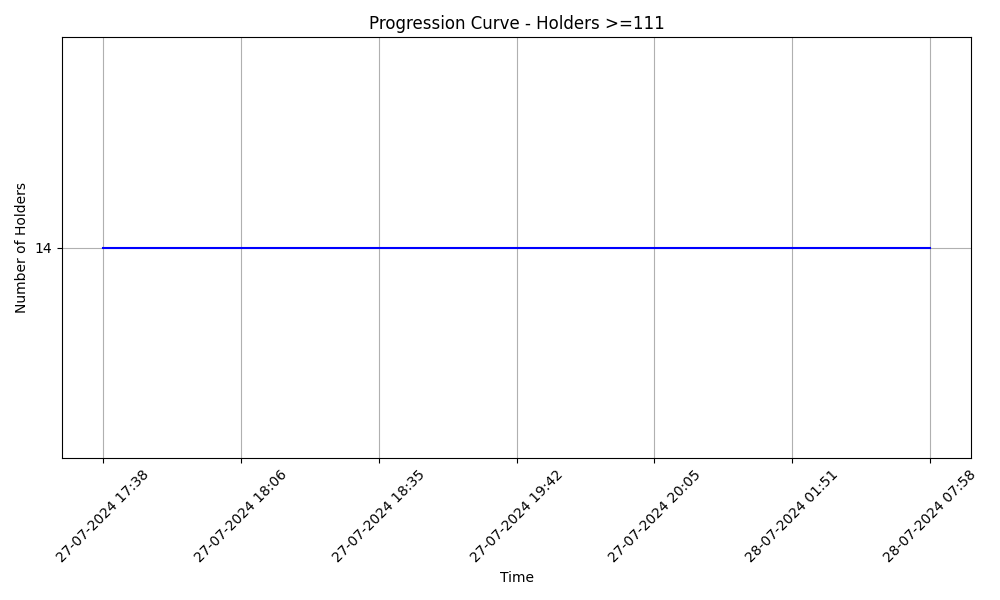 Progression Curve - Holders >=111
Number of Holders
14
27-07-2024 17:38
27-07-2024 18:06
27-07-2024 18:35
27-07-2024 19:42
27-07-2024 20:05
28-07-2024 01:51
28-07-2024 07:58
Time